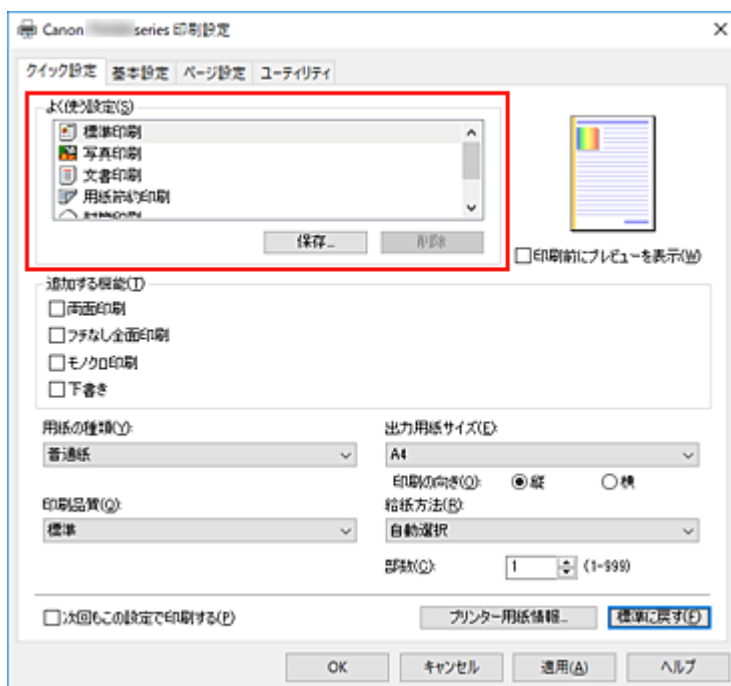 Canon series 印刷設定
クイック設定 基本設定 ページ設定 ユーティリティ
よく使う設定(S)
標準印刷
写真印刷
文書印刷
用紙節約印刷
保存... 削除
印刷前にプレビューを表示(W)
追加する機能(T)
両面印刷
フチなし全面印刷
モノクロ印刷
下書き
用紙の種類(Y): 出力用紙サイズ(E):
普通紙 A4
印刷の向き(O): 縦 横
印刷品質(Q): 給紙方法(R):
標準 自動選択
部数(C): 1 (1-999)
次回もこの設定で印刷する(P) プリンター用紙情報... 標準に戻す(F)
OK キャンセル 適用(A) ヘルプ